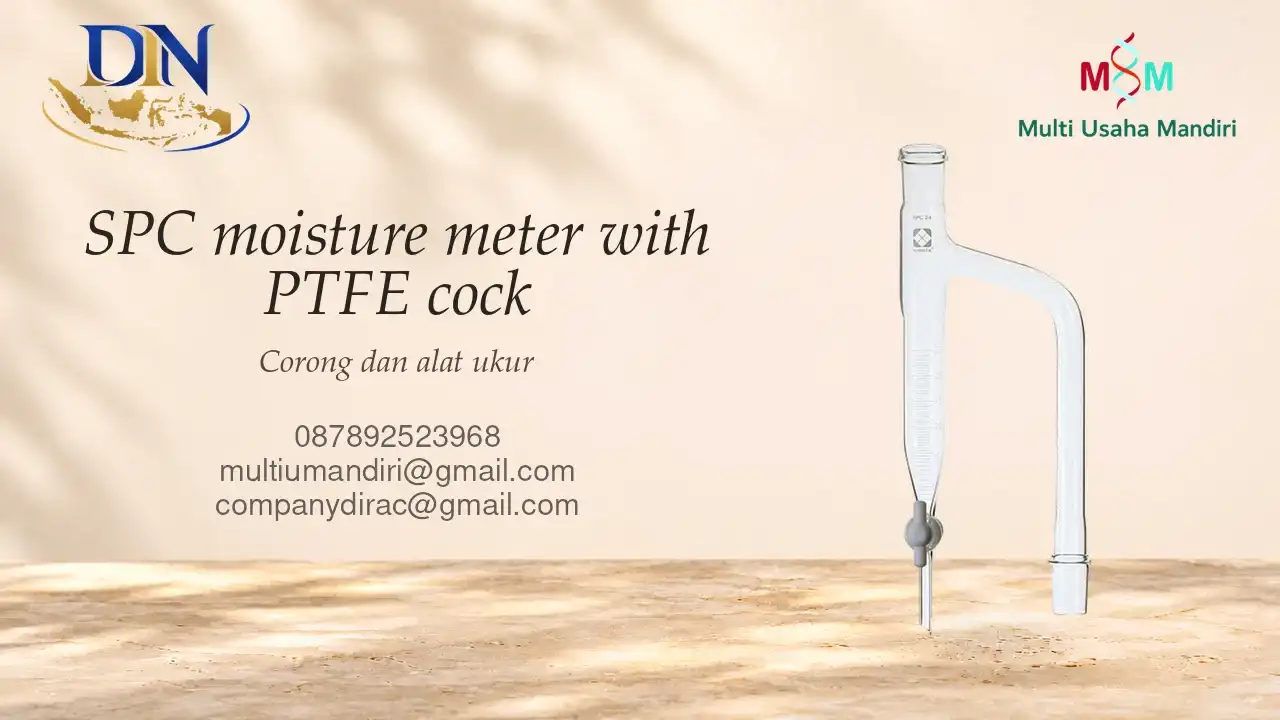 DIN
MSM
Multi Usaha Mandiri
SPC moisture meter with
PTFE cock
Corong dan alat ukur
087892523968
multiumandiri@gmail.com
companydirac@gmail.com